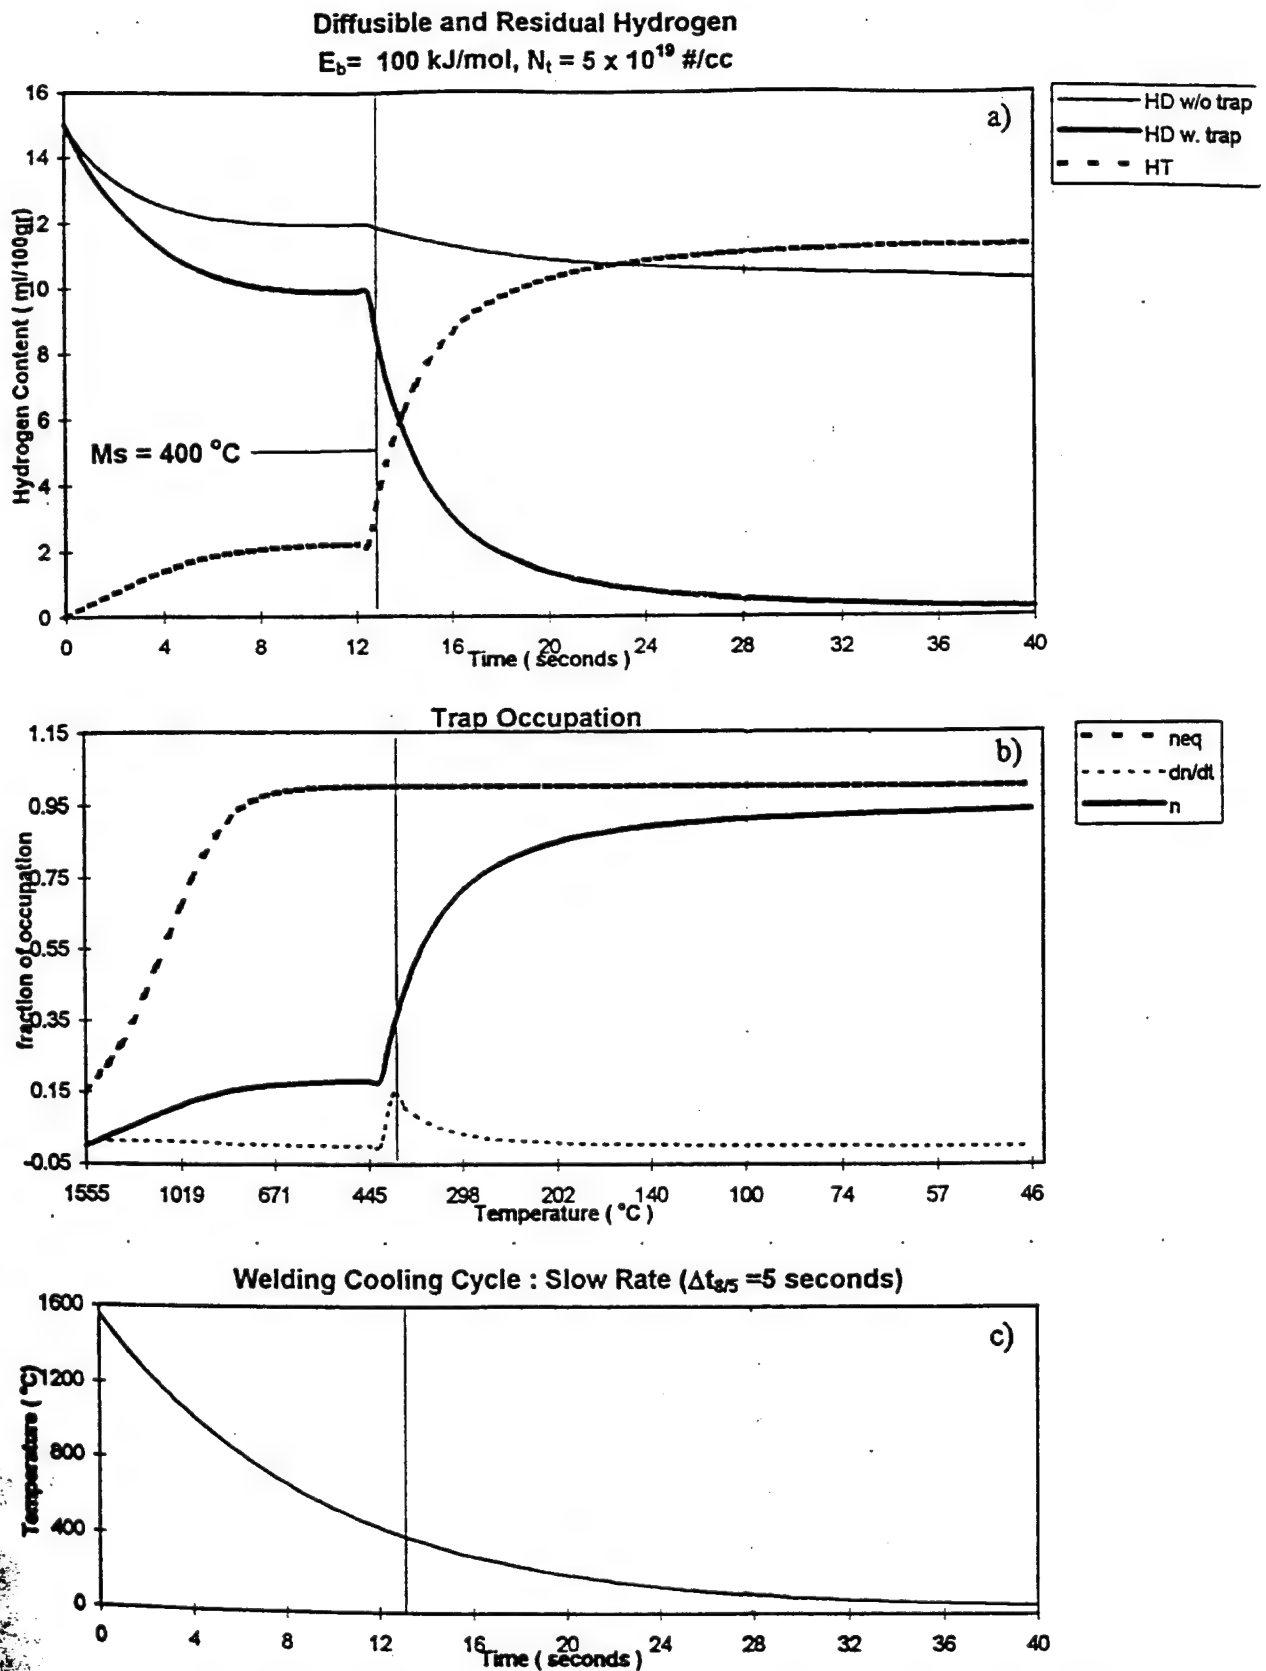 Diffusible and Residual Hydrogen
E_b= 100 kJ/mol, N_t = 5 x 10^19 #/cc
16
14
12
10
8
6
4
2
0
Hydrogen Content ( ml/100gr)
a)
HD w/o trap
HD w. trap
HT
Ms = 400 °C
0 4 8 12 16 20 24 28 32 36 40
Time ( seconds )
Trap Occupation
1.15
0.95
0.75
0.55
0.35
0.15
-0.05
fraction of occupation
b)
neq
dn/dt
n
1555 1019 671 445 298 202 140 100 74 57 46
Temperature ( °C )
Welding Cooling Cycle : Slow Rate (Δt8/5 =5 seconds)
1600
1200
800
400
0
Temperature ( °C)
c)
0 4 8 12 16 20 24 28 32 36 40
Time ( seconds )